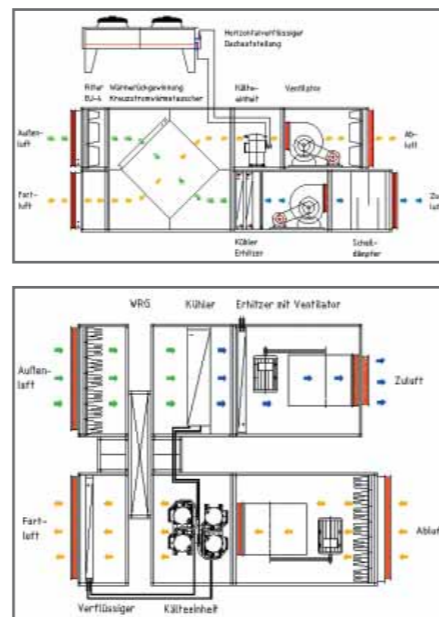 Horizontalverflüssiger
Dachaufstellung
Filter
EU-4
Wärmerückgewinnung
Kreuzstromwärmetauscher
Kälte-
einheit
Ventilator
Außen-
luft
Ab-
luft
Fort-
luft
Zu-
luft
Kühler
Erhitzer
Schall-
dämpfer
WRG
Kühler
Erhitzer mit Ventilator
Außen-
luft
Zuluft
Fort-
luft
Abluft
Verflüssiger
Kälteeinheit